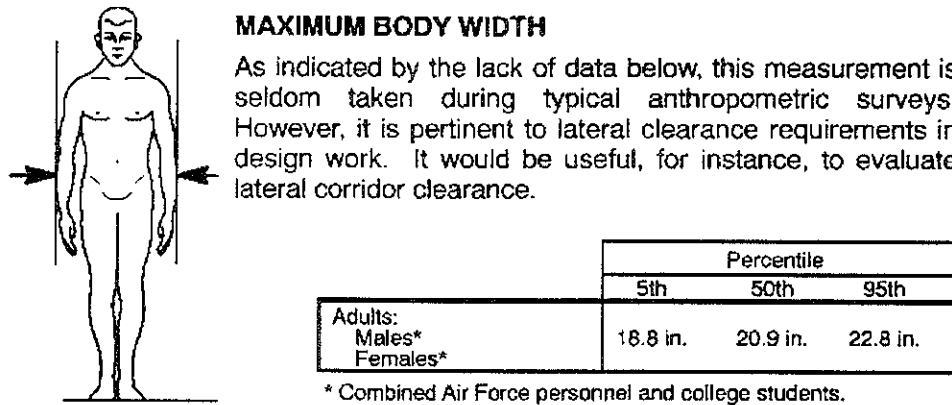 MAXIMUM BODY WIDTH
As indicated by the lack of data below, this measurement is
seldom taken during typical anthropometric surveys.
However, it is pertinent to lateral clearance requirements in
design work. It would be useful, for instance, to evaluate
lateral corridor clearance.
Percentile
5th 50th 95th
Adults:
Males* 18.8 in. 20.9 in. 22.8 in.
Females*
* Combined Air Force personnel and college students.